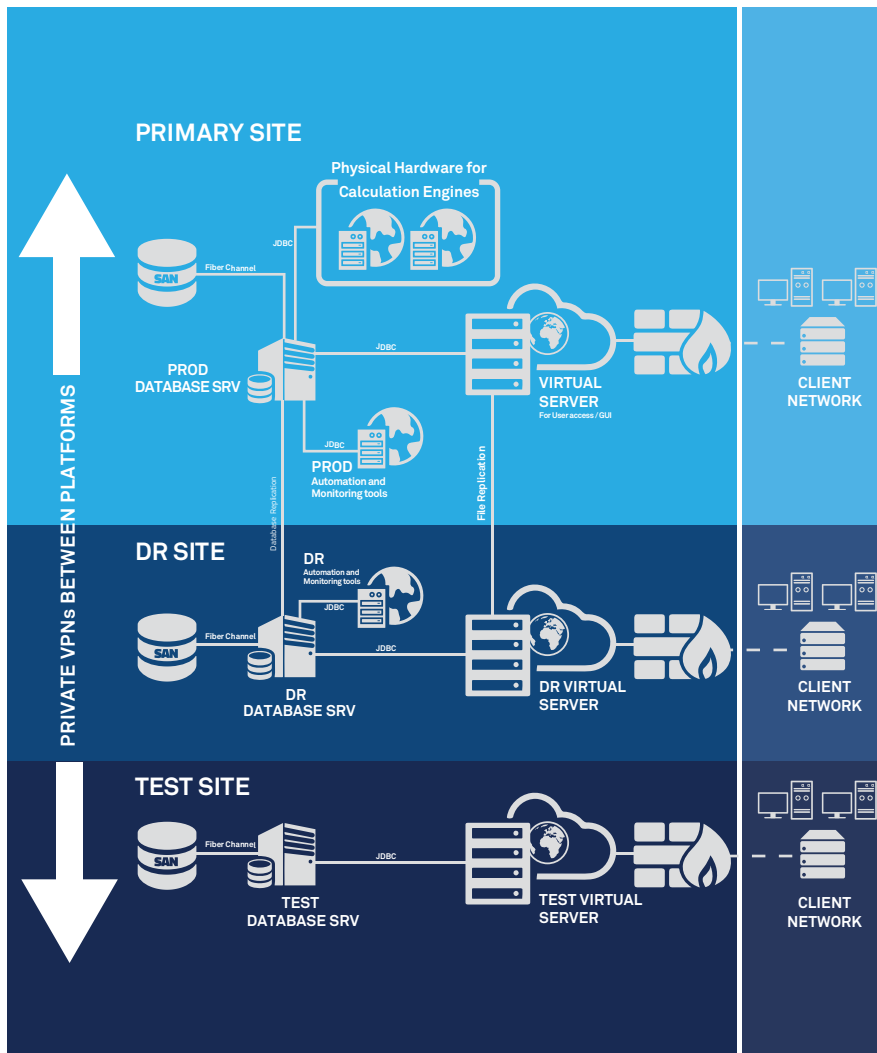 PRIMARY SITE
Physical Hardware for
Calculation Engines
JDBC
SAN
Fiber Channel
PROD
DATABASE SRV
JDBC
VIRTUAL
SERVER
For User access / GUI
CLIENT
NETWORK
JDBC
PROD
Automation and
Monitoring tools
Database Replication
File Replication
PRIVATE VPNs BETWEEN PLATFORMS
DR SITE
DR
Automation and
Monitoring tools
JDBC
SAN
Fiber Channel
JDBC
DR
DATABASE SRV
DR VIRTUAL
SERVER
CLIENT
NETWORK
TEST SITE
SAN
Fiber Channel
JDBC
TEST
DATABASE SRV
TEST VIRTUAL
SERVER
CLIENT
NETWORK